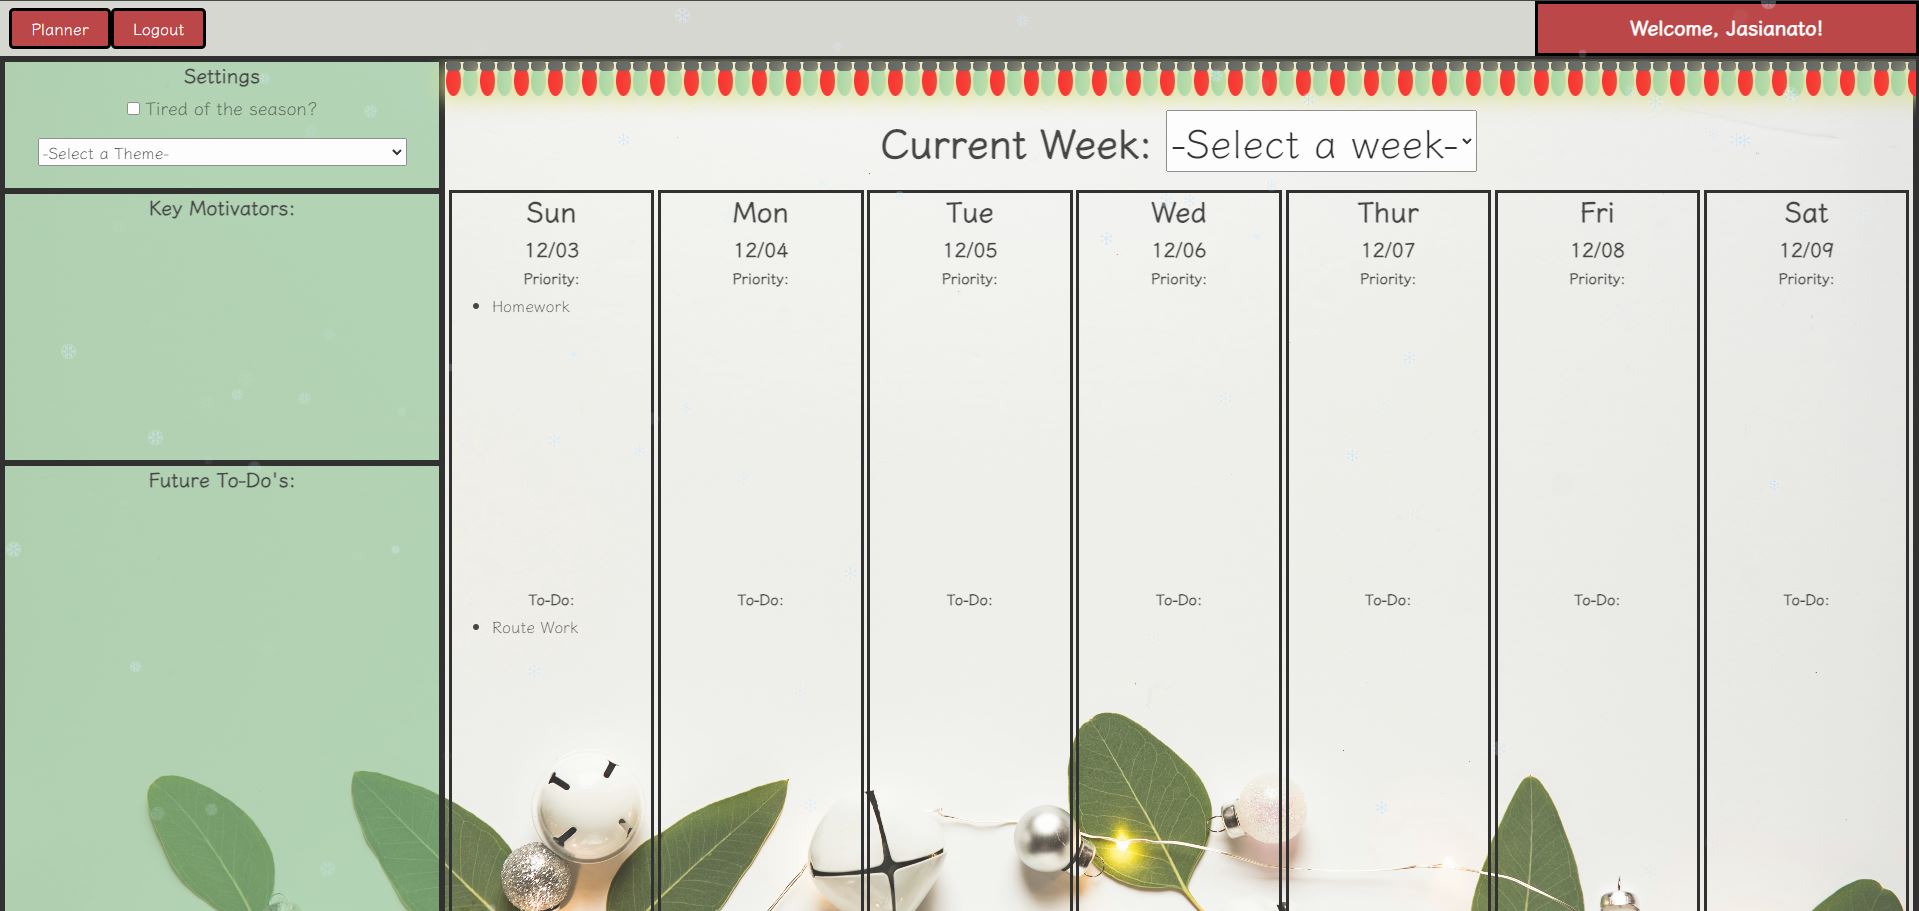 Planner
Logout
Welcome, Jasianato!
Settings
Tired of the season?
-Select a Theme-
Key Motivators:
Future To-Do's:
Current Week: -Select a week-
Sun
12/03
Priority:
Homework
To-Do:
Route Work
Mon
12/04
Priority:
To-Do:
Tue
12/05
Priority:
To-Do:
Wed
12/06
Priority:
To-Do:
Thur
12/07
Priority:
To-Do:
Fri
12/08
Priority:
To-Do:
Sat
12/09
Priority:
To-Do: